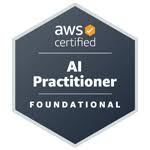 aws
certified
AI
Practitioner
FOUNDATIONAL